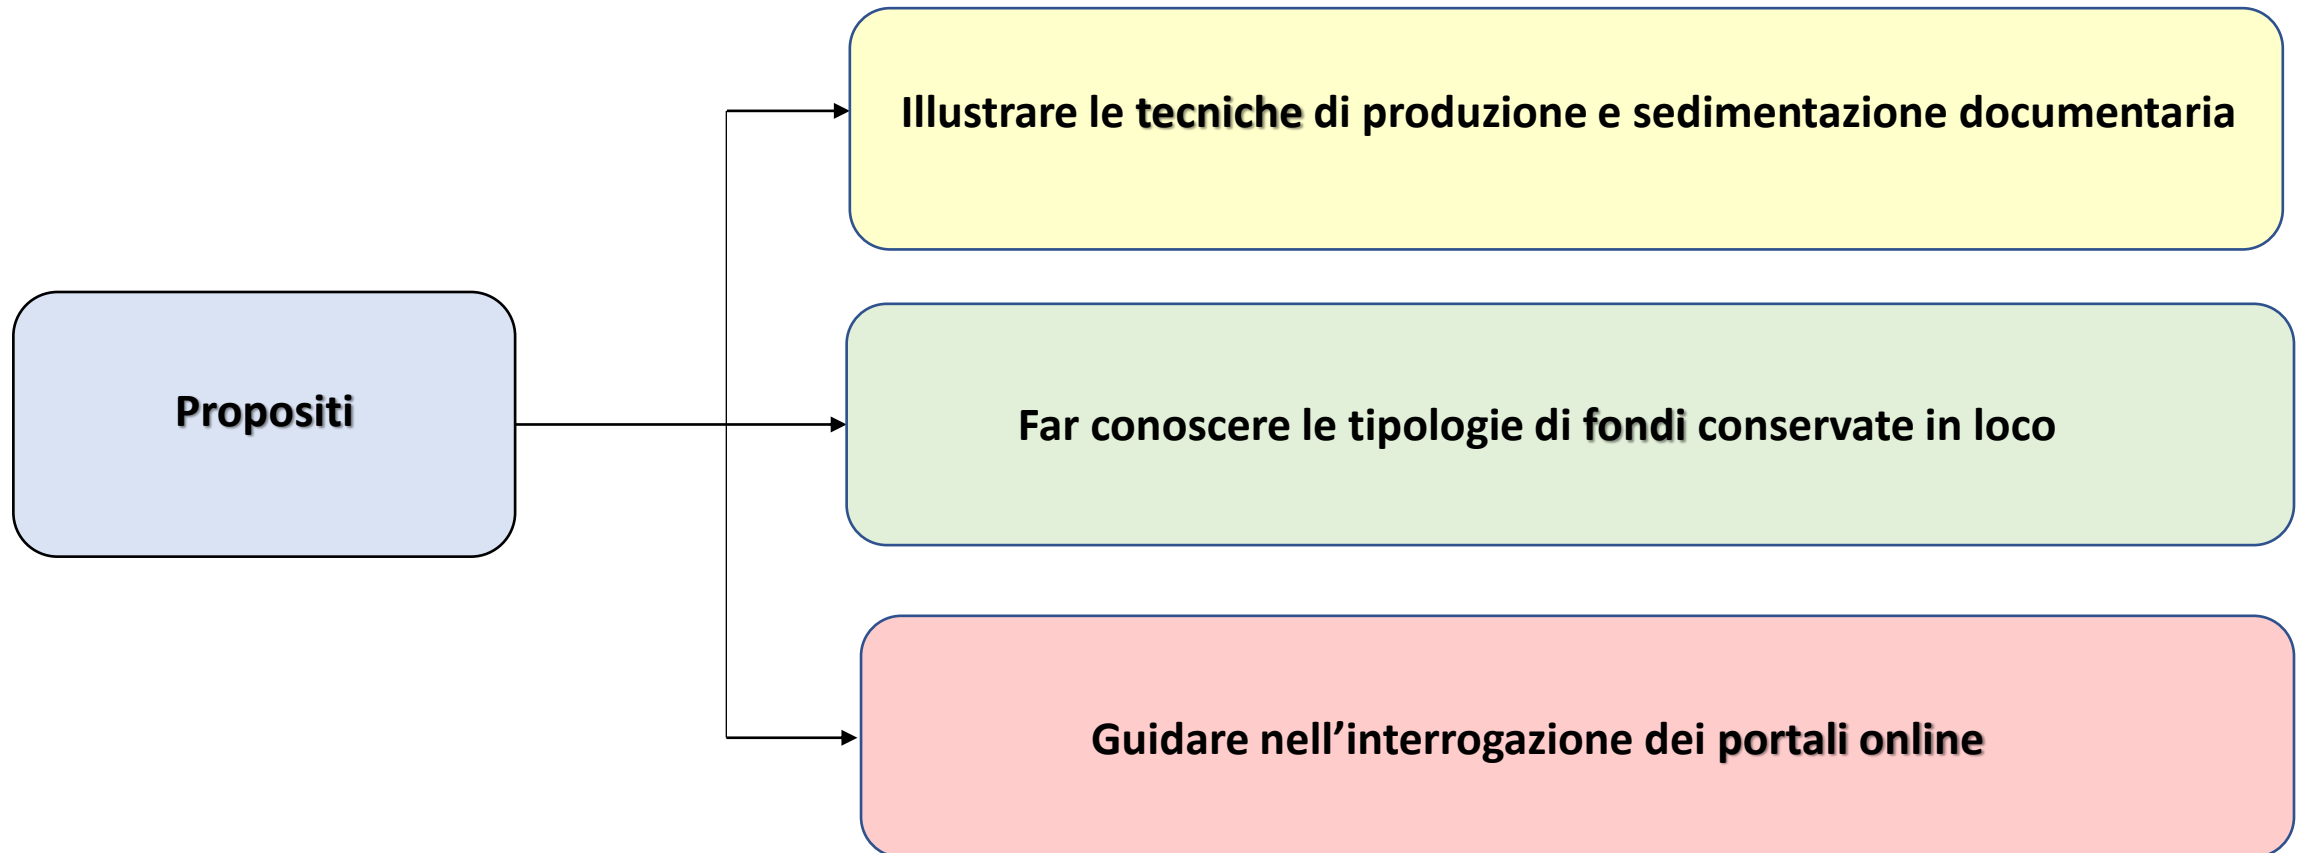 Illustrare le tecniche di produzione e sedimentazione documentaria
Propositi
Far conoscere le tipologie di fondi conservate in loco
Guidare nell’interrogazione dei portali online